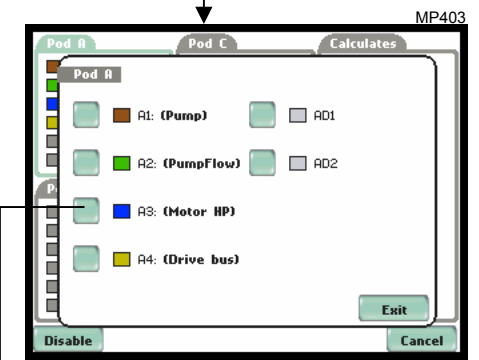 MP403
Pod A Pod C Calculates
Pod A
A1: (Pump) AD1
A2: (PumpFlow) AD2
P
A3: (Motor HP)
A4: (Drive bus)
Exit
Disable Cancel